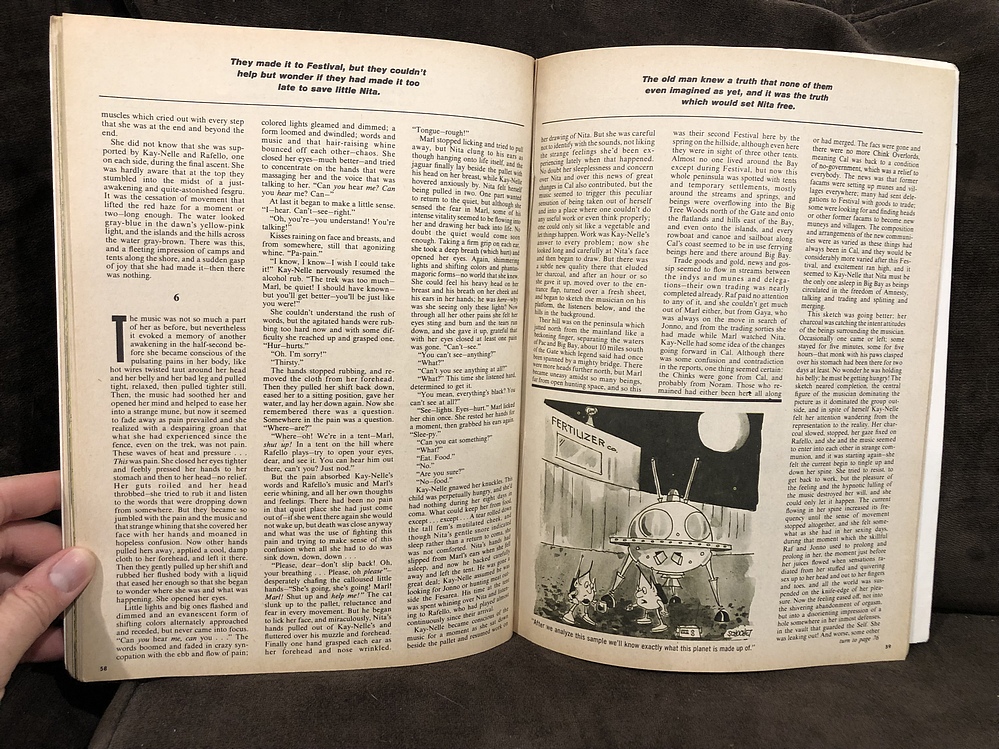 They made it to Festival, but they couldn't
help but wonder if they had made it too
late to save little Nita.
muscles which cried out with every step
that she was at the end and beyond the
end.
She did not know that she was sup-
ported by Kay-Nelle and Rafello, one
on each side, during the final ascent. She
was hardly aware that at the top they
stumbled into the midst of a just-
awakening and quite-astonished fesgru.
It was the cessation of movement that
lifted the red haze for a moment or
two—long enough. The water looked
gray-blue in the dawn's yellow-pink
light, and the islands and the hills across
the water gray-brown. There was this,
and a fleeting impression of camps and
tents along the shore, and a sudden gasp
of joy that she had made it—then there
was nothing.
6
The music was not so much a part
of her as before, but nevertheless
it evoked a memory of another
awakening in the half-second be-
fore she became conscious of the
pulsating pains in her body, like
hot wires twisted taut around her head
and her belly and her bad leg and pulled
tight, relaxed, then pulled tighter still.
Then, the music had soothed her and
opened her mind and helped to ease her
into a strange mune, but now it seemed
to fade away as pain prevailed and she
realized with a despairing groan that
what she had experienced since the
fence, even on the trek, was not pain.
These waves of heat and pressure . . .
This was pain. She closed her eyes tighter
and feebly pressed her hands to her
stomach and then to her head—no relief.
Her guts roiled and her head
throbbed—she tried to rub it and listen
to the words that were dropping down
from somewhere. But they became so
jumbled with the pain and the music and
that strange whining that she covered her
face with her hands and moaned in
hopeless confusion. Now other hands
pulled hers away, applied a cool, damp
cloth to her forehead, and left it there.
Then they gently pulled up her shift and
rubbed her flushed body with a liquid
that eased her enough so that she began
to wonder where she was and what was
happening. She opened her eyes.
Little lights and big ones flashed and
dimmed and an evanescent form of
shifting colors alternately approached
and receded, but never came into focus.
"Can you hear me, can you . . ." The
words boomed and faded in crazy syn-
copation with the ebb and flow of pain;
58
colored lights gleamed and dimmed; a
form loomed and dwindled; words and
music and that hair-raising whine
bounced off each other—chaos. She
closed her eyes—much better—and tried
to concentrate on the hands that were
massaging her and the voice that was
talking to her. "Can you hear me? Can
you hear me? Can—"
At last it began to make a little sense.
"I—hear. Can't—see—right."
"Oh, you're—you understand! You're
talking!"
Kisses raining on face and breasts, and
from somewhere, still that agonizing
whine. "Pa-pain."
"I know, I know—I wish I could take
it!" Kay-Nelle nervously resumed the
alcohol rub. "The trek was too much—
Marl, be quiet! I should have known—
but you'll get better—you'll be just like
you were!"
She couldn't understand the rush of
words, but the agitated hands were rub-
bing too hard now and with some dif-
ficulty she reached up and grasped one.
"Hur—hurts."
"Oh. I'm sorry!"
"Thirsty."
The hands stopped rubbing, and re-
moved the cloth from her forehead.
Then they pulled her shift back down,
eased her to a sitting position, gave her
water, and lay her down again. Now she
remembered there was a question.
Somewhere in the pain was a question.
"Where—are?"
"Where—oh! We're in a tent—Marl,
shut up! In a tent on the hill where
Rafello plays—try to open your eyes,
dear, and see. You can hear him out
there, can't you? Just nod."
But the pain absorbed Kay-Nelle's
words and Rafello's music and Marl's
eerie whining, and all her own thoughts
and feelings. There had been no pain
in that quiet place she had just come
out of—if she went there again she would
not wake up, but death was close anyway
and what was the use of fighting this
pain and trying to make sense of this
confusion when all she had to do was
sink down, down, down . . .
"Please, dear—don't slip back! Oh,
your breathing . . . Please, oh please"—
desperately chafing the calloused little
hands—"She's going, she's going! Marl!
Marl! Shut up and help me!" The cat
slunk up to the pallet, reluctance and
fear in every movement. But he began
to lick her face, and miraculously, Nita's
hands pulled out of Kay-Nelle's and
fluttered over his muzzle and forehead.
Finally one hand grasped each ear as
her forehead and nose wrinkled.
"Tongue—rough!"
Marl stopped licking and tried to pull
away, but Nita clung to his ears as
though hanging onto life itself, and the
jaguar finally lay beside the pallet with
his head on her breast, while Kay-Nelle
hovered anxiously. Nita felt herself
being pulled in two. One part wanted
to return to the quiet, but although she
sensed the fear in Marl, some of his
intense vitality seemed to be flowing into
her and drawing her back into life. No
doubt the quiet would come soon
enough. Taking a firm grip on each ear,
she took a deep breath (which hurt) and
opened her eyes. Again, shimmering
lights and shifting colors and phantas-
magoric forms—no world that she knew.
She could feel his heavy head on her
breast and his breath on her cheek and
his ears in her hands; he was here—why
was she seeing only these lights? Now
through all her other pains she felt her
eyes sting and burn and the tears run
down, and she gave it up, grateful that
with her eyes closed at least one pain
was gone. "Can't—see."
"You can't see—anything?"
"What?"
"Can't you see anything at all?"
"What?" This time she listened hard,
determined to get it.
"You mean, everything's black? You
can't see at all?"
"See—lights. Eyes—hurt." Marl licked
her chin once. She rested her hands for
a moment, then grabbed his ears again.
"Slee-py."
"Can you eat something?"
"What?"
"Eat. Food."
"No."
"Are you sure?"
"No—food."
Kay-Nelle gnawed her knuckles. This
child was perpetually hungry, and she'd
had nothing during her eight days in
coma. What could keep her from food,
except . . . except . . . A tear rolled down
the tall fem's mutilated cheek, and
though Nita's gentle snore indicated
sleep rather than a return to coma, she
was not comforted. Nita's hands had
slipped from Marl's ears when she fell
asleep, and now he backed carefully
away and left the tent. He was gone a
great deal; Kay-Nelle assumed he was
looking for Jonno or hunting meat out-
side the Fesarea. His time at the tent
was spent whining over Nita and listen-
ing to Rafello, who had played almost
continuously since their arrival.
Kay-Nelle became conscious of the
music for a moment as she sat down
beside the pallet and resumed work on
The old man knew a truth that none of them
even imagined as yet, and it was the truth
which would set Nita free.
her drawing of Nita. But she was careful
not to identify with the sounds, not liking
the strange feelings she'd been ex-
periencing lately when that happened.
No doubt her sleeplessness and concern
over Nita and over this news of great
changes in Cal also contributed, but the
music seemed to trigger this peculiar
sensation of being taken out of herself
and into a place where one couldn't do
any useful work or even think properly;
one could only sit like a vegetable and
let things happen. Work was Kay-Nelle's
answer to every problem; now she
looked long and carefully at Nita's face
and then began to draw. But there was
a subtle new quality there that eluded
her charcoal, and after an hour or so
she gave it up, moved over to the en-
trance flap, turned over a fresh sheet,
and began to sketch the musician on his
platform, the listeners below, and the
hills in the background.
Their hill was on the peninsula which
jutted north from the mainland like a
beckoning finger, separating the waters
of Pac and Big Bay, about 10 miles south
of the Gate which legend said had once
been spanned by a mighty bridge. There
were more feshes further north, but Marl
became uneasy amidst so many beings,
far from open hunting space, and so this
was their second Festival here by the
spring on the hillside, although even here
they were in sight of three other tents.
Almost no one lived around the Bay
except during Festival, but now this
whole peninsula was spotted with tents
and temporary settlements, mostly
around the streams and springs, and
beings were overflowing into the Big
Tree Woods north of the Gate and onto
the flatlands and hills east of the Bay,
and even onto the islands, and every
rowboat and canoe and sailboat along
Cal's coast seemed to be in use ferrying
beings here and there around Big Bay.
Trade goods and gold, news and gos-
sip seemed to flow in streams between
the indys and munes and delega-
tions—their own trading was nearly
completed already. Raf paid no attention
to any of it, and she couldn't get much
out of Marl either, but from Gaya, who
was always on the move in search of
Jonno, and from the trading sorties she
had made while Marl watched Nita,
Kay-Nelle had some idea of the changes
going forward in Cal. Although there
was some confusion and contradiction
in the reports, one thing seemed certain:
the Chinks were gone from Cal, and
probably from Noram. Those who re-
mained had either been here all along
or had merged. The facs were gone and
there were no more Chink Overlords,
meaning Cal was back to a condition
of no-government, which was a relief to
everybody. The news was that former
facums were setting up munes and vil-
lages everywhere; many had sent dele-
gations to Festival with goods to trade;
some were looking for and finding heads
or other former facums to become new
muneys and villagers. The composition
and arrangement of the new communi-
ties were as varied as these things had
always been in Cal, and they would be
considerably more varied after this Fes-
tival, and excitement ran high, and it
seemed to Kay-Nelle that Nita must be
the only one asleep in Big Bay as beings
circulated in the freedom of Amnesty,
talking and trading and splitting and
merging.
This sketch was going better: her
charcoal was catching the intent attitudes
of the beings surrounding the musician.
Occasionally one came or left; some
stayed for five minutes, some for five
hours—that monk with his paws clasped
over his stomach had been there for two
days at least. No wonder he was holding
his belly; he must be getting hungry! The
sketch neared completion, the central
figure of the musician dominating the
picture as it dominated the group out-
side, and in spite of herself Kay-Nelle
felt her attention wandering from the
representation to the reality. Her char-
coal slowed, stopped, her gaze fixed on
Rafello, and she and the music seemed
to enter into each other in strange com-
munion, and it was starting again—she
felt the current begin to tingle up and
down her spine. She tried to resist, to
get back to work, but the pleasure of
the feeling and the hypnotic lulling of
the music destroyed her will, and she
could only let it happen. The current
flowing in her spine increased its fre-
quency until the sense of movement
stopped altogether, and she felt some-
what as she had in her sexing days,
during that moment which the skillful
Raf and Jonno used to prolong and
prolong in her, the moment just before
her juices flowed when sensations ra-
diated from her stuffed and quivering
sex up to her head and out to her fingers
and toes, and all the world was sus-
pended on the knife-edge of her plea-
sure. Now the feeling eased off, not into
the shivering abandonment of orgasm,
but into a disorienting impression of a
hole somewhere in her inmost defenses,
in the vault that guarded the Self. She
was leaking out! And worse, some other
turn to page 76
FERTILIZER CO.
SCHOCHET
"After we analyze this sample we'll know exactly what this planet is made up of."
59